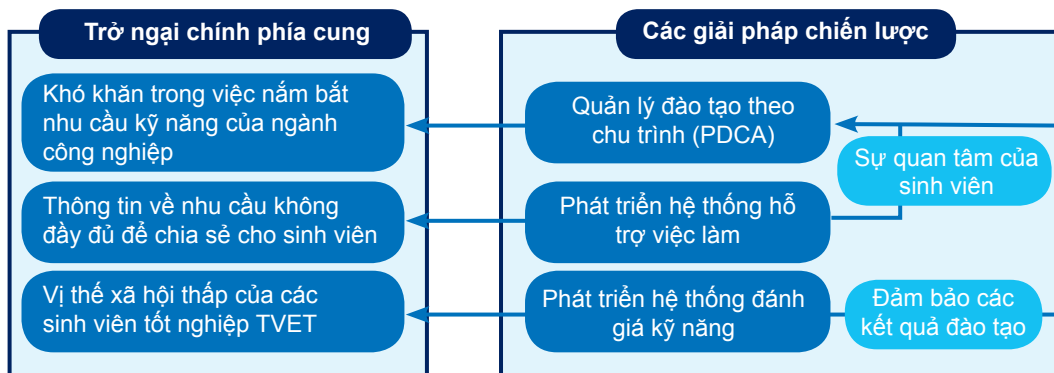 Trở ngại chính phía cung
Khó khăn trong việc nắm bắt
nhu cầu kỹ năng của ngành
công nghiệp
Thông tin về nhu cầu không
đầy đủ để chia sẻ cho sinh viên
Vị thế xã hội thấp của các
sinh viên tốt nghiệp TVET
Các giải pháp chiến lược
Quản lý đào tạo theo
chu trình (PDCA)
Sự quan tâm của
sinh viên
Phát triển hệ thống hỗ
trợ việc làm
Phát triển hệ thống đánh
giá kỹ năng
Đảm bảo các
kết quả đào tạo